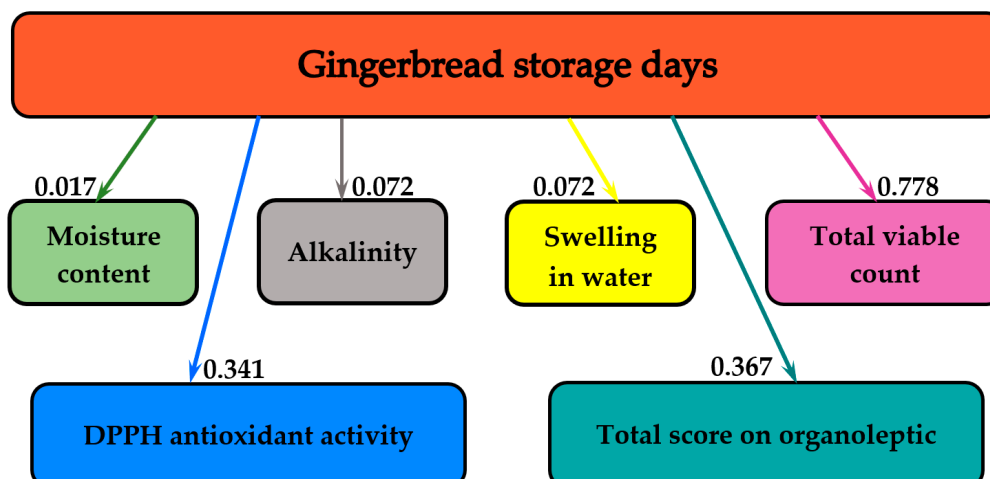 Gingerbread storage days
0.017
0.072
0.072
0.778
Moisture
content
Alkalinity
Swelling
in water
Total viable
count
0.341
0.367
DPPH antioxidant activity
Total score on organoleptic